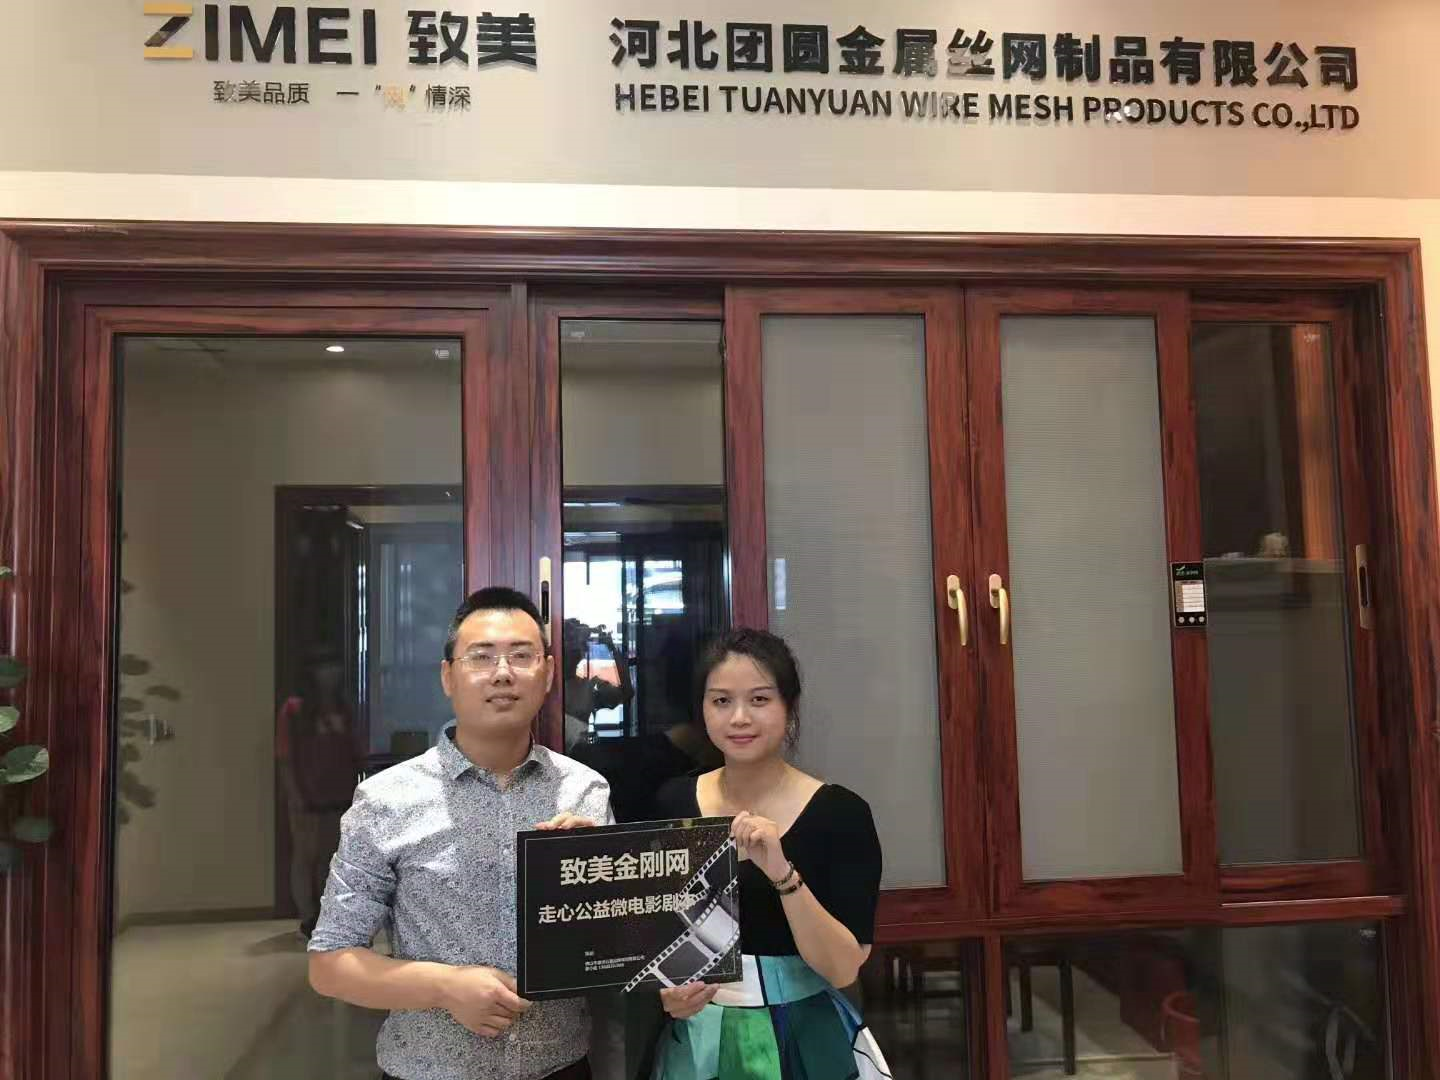 ZIMEI 致美
致美品质 一"网"情深
河北团圆金属丝网制品有限公司
HEBEI TUANYUAN WIRE MESH PRODUCTS CO.,LTD
致美金刚网
走心公益微电影剧本